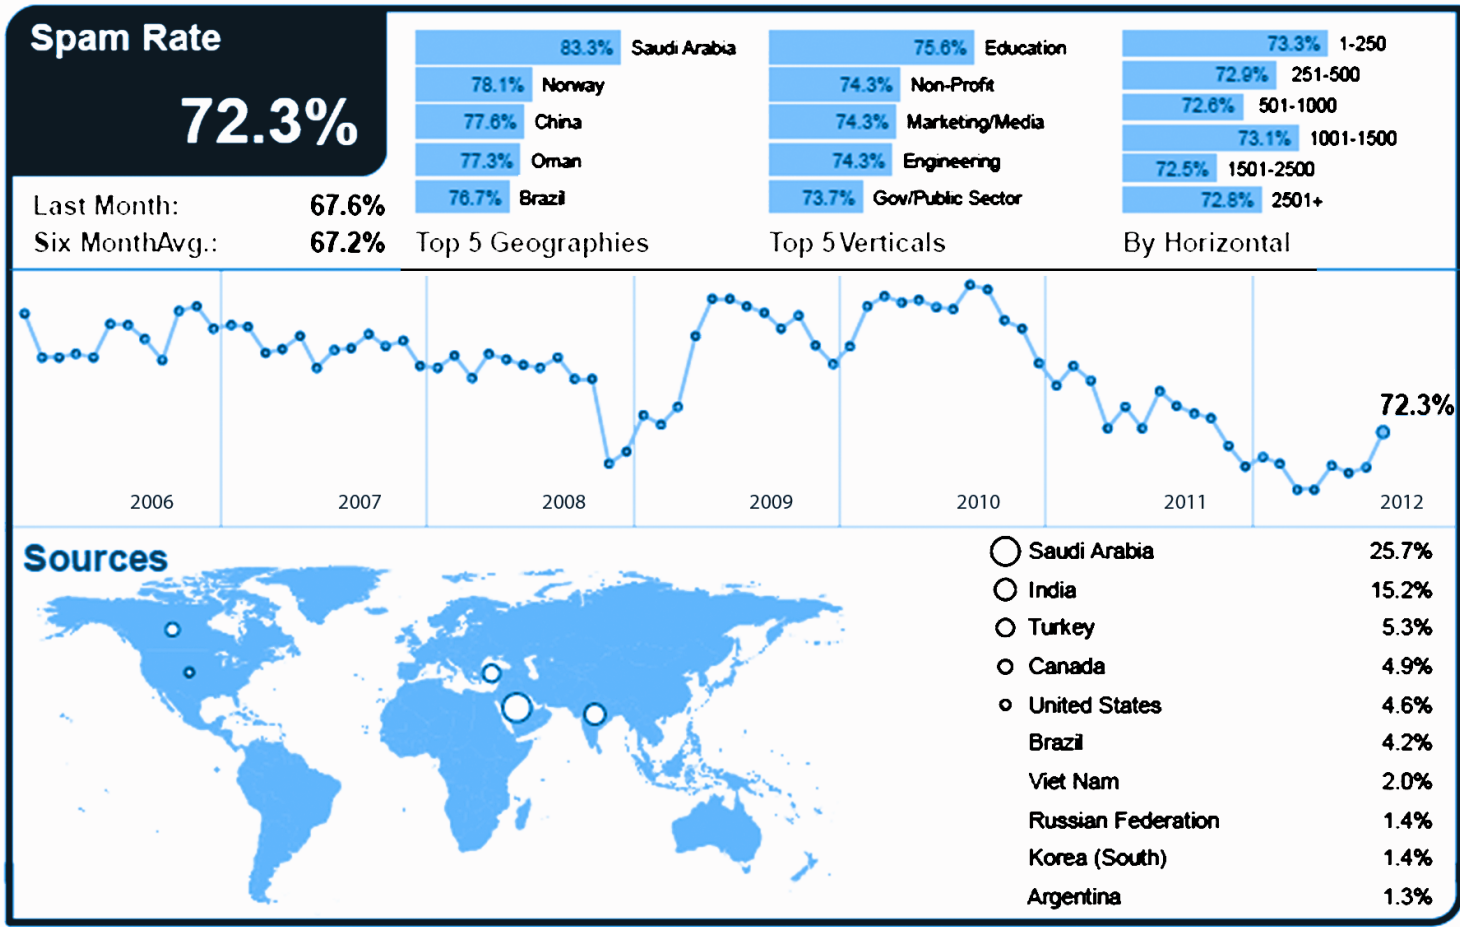 Spam Rate
72.3%
Last Month: 67.6%
Six MonthAvg.: 67.2%
83.3% Saudi Arabia
78.1% Norway
77.6% China
77.3% Oman
76.7% Brazil
Top 5 Geographies
75.6% Education
74.3% Non-Profit
74.3% Marketing/Media
74.3% Engineering
73.7% Gov/Public Sector
Top 5 Verticals
73.3% 1-250
72.9% 251-500
72.6% 501-1000
73.1% 1001-1500
72.5% 1501-2500
72.8% 2501+
By Horizontal
72.3%
2006 2007 2008 2009 2010 2011 2012
Sources
Saudi Arabia 25.7%
India 15.2%
Turkey 5.3%
Canada 4.9%
United States 4.6%
Brazil 4.2%
Viet Nam 2.0%
Russian Federation 1.4%
Korea (South) 1.4%
Argentina 1.3%